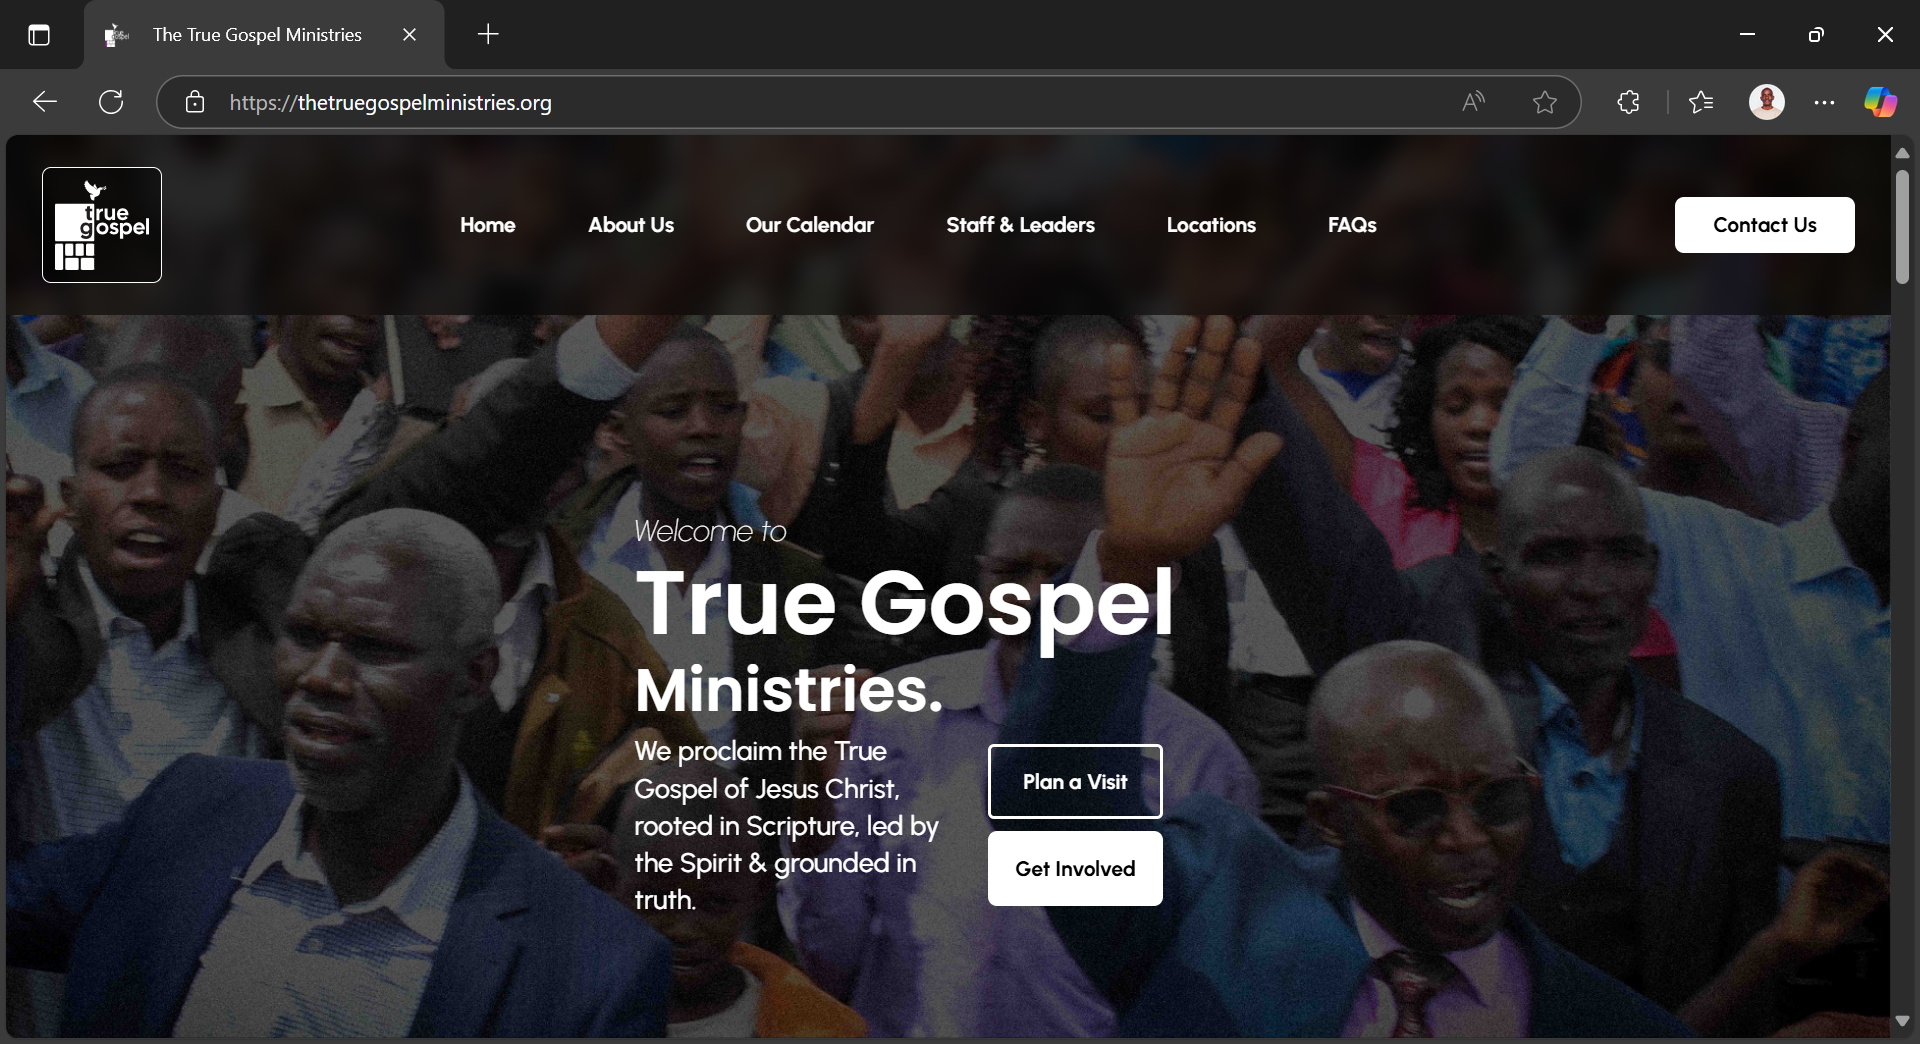 The True Gospel Ministries
https://thetruegospelministries.org
true
gospel
Home
About Us
Our Calendar
Staff & Leaders
Locations
FAQs
Contact Us
Welcome to
True Gospel
Ministries.
We proclaim the True
Gospel of Jesus Christ,
rooted in Scripture, led by
the Spirit & grounded in
truth.
Plan a Visit
Get Involved